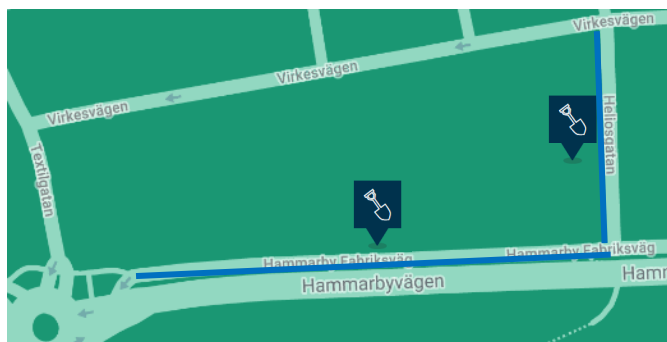 Virkesvägen
Virkesvägen
Virkesvägen
Heliosgatan
Textilgatan
Hammarby Fabriksväg
Hammarby Fabriksväg
Hammarbyvägen
Hamm